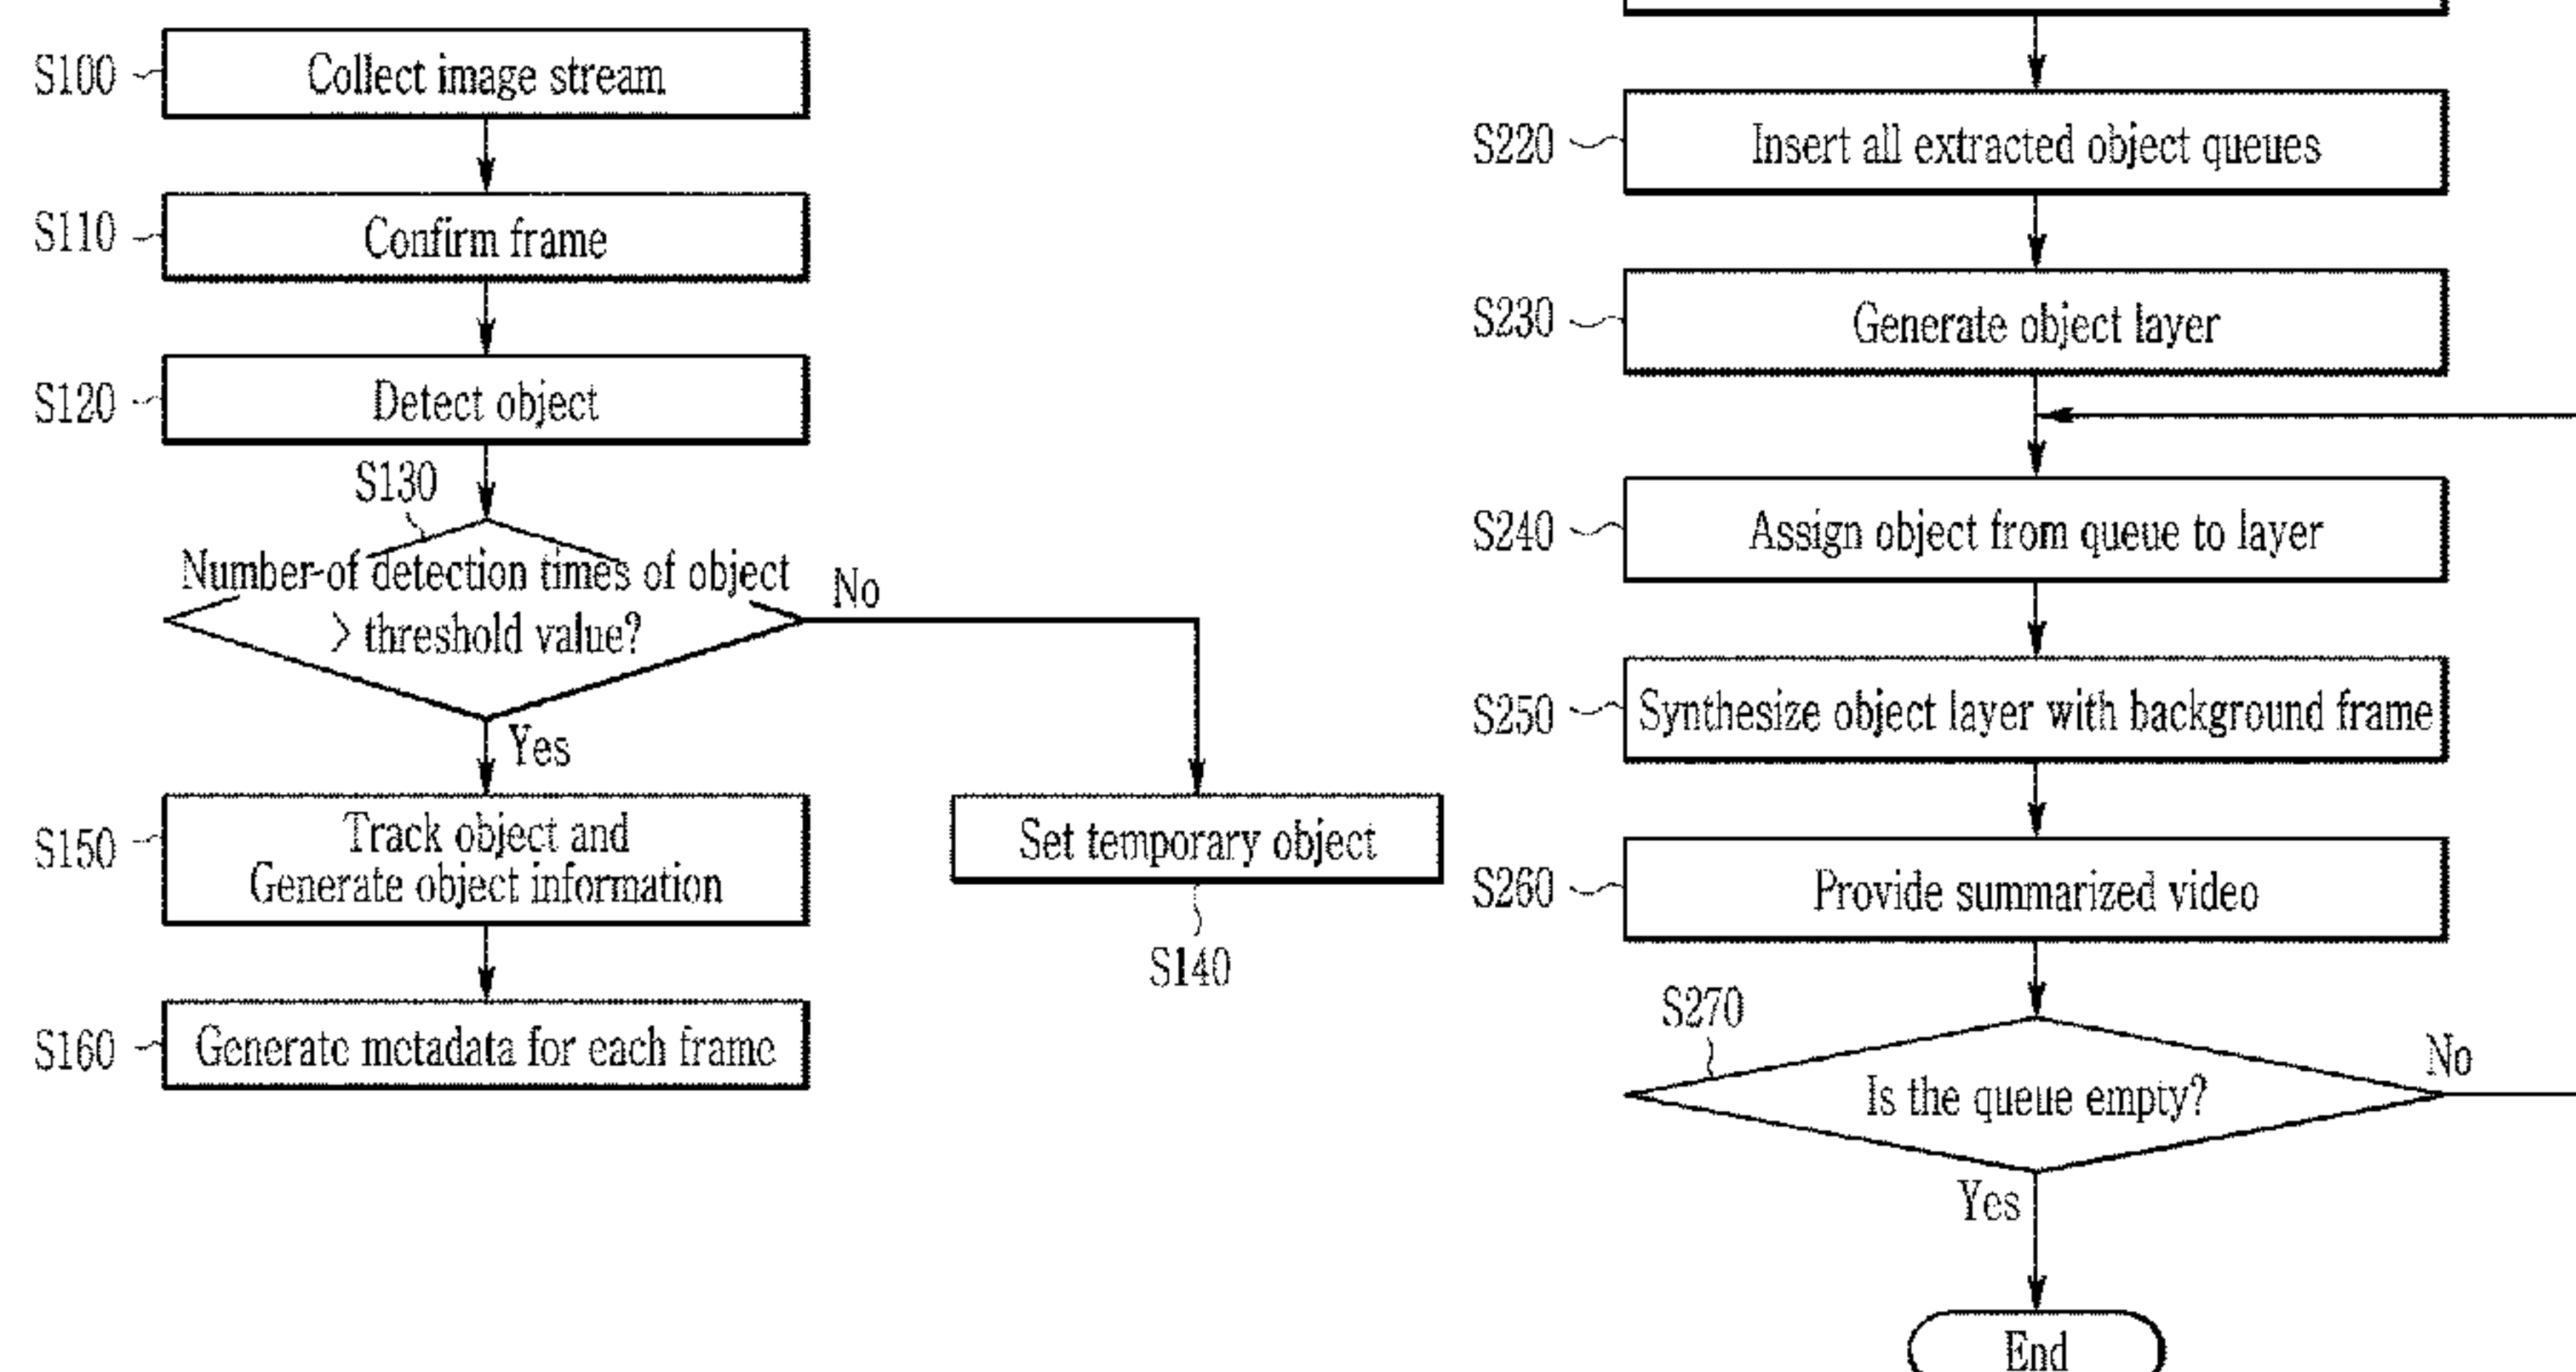 S100
Collect image stream
S110
Confirm frame
S120
Detect object
S130
Number of detection times of object
> threshold value?
No
Yes
S150
Track object and
Generate object information
Set temporary object
S140
S160
Generate metadata for each frame
S220
Insert all extracted object queues
S230
Generate object layer
S240
Assign object from queue to layer
S250
Synthesize object layer with background frame
S260
Provide summarized video
S270
Is the queue empty?
No
Yes
End